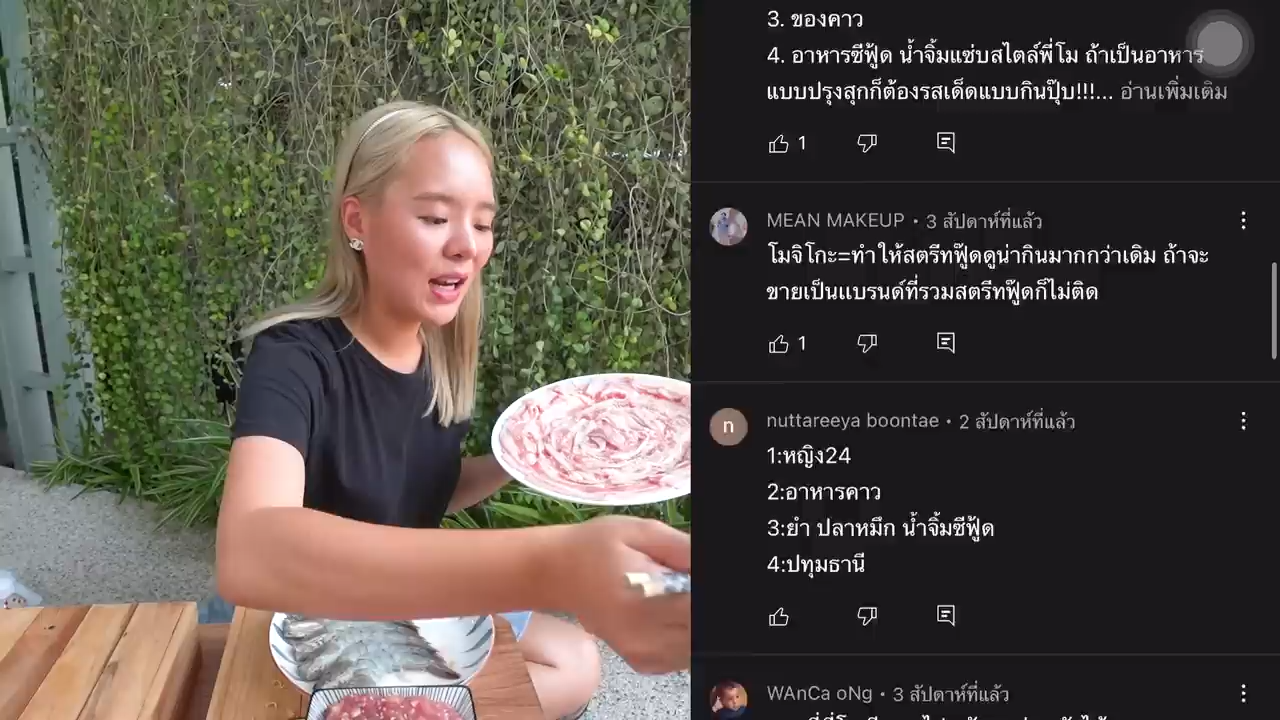 3. ของคาว
4. อาหารซีฟู้ด น้ำจิ้มแซ่บสไตล์พี่โม ถ้าเป็นอาหาร
แบบปรุงสุกก็ต้องรสเด็ดแบบกินปุ๊บ!!!... อ่านเพิ่มเติม
1
MEAN MAKEUP • 3 สัปดาห์ที่แล้ว
โมจิโกะ=ทำให้สตรีทฟู๊ดดูน่ากินมากกว่าเดิม ถ้าจะ
ขายเป็นแบรนด์ที่รวมสตรีทฟู๊ดก็ไม่ติด
1
n
nuttareeya boontae • 2 สัปดาห์ที่แล้ว
1:หญิง24
2:อาหารคาว
3:ยำ ปลาหมึก น้ำจิ้มซีฟู้ด
4:ปทุมธานี
WAnCa oNg • 3 สัปดาห์ที่แล้ว